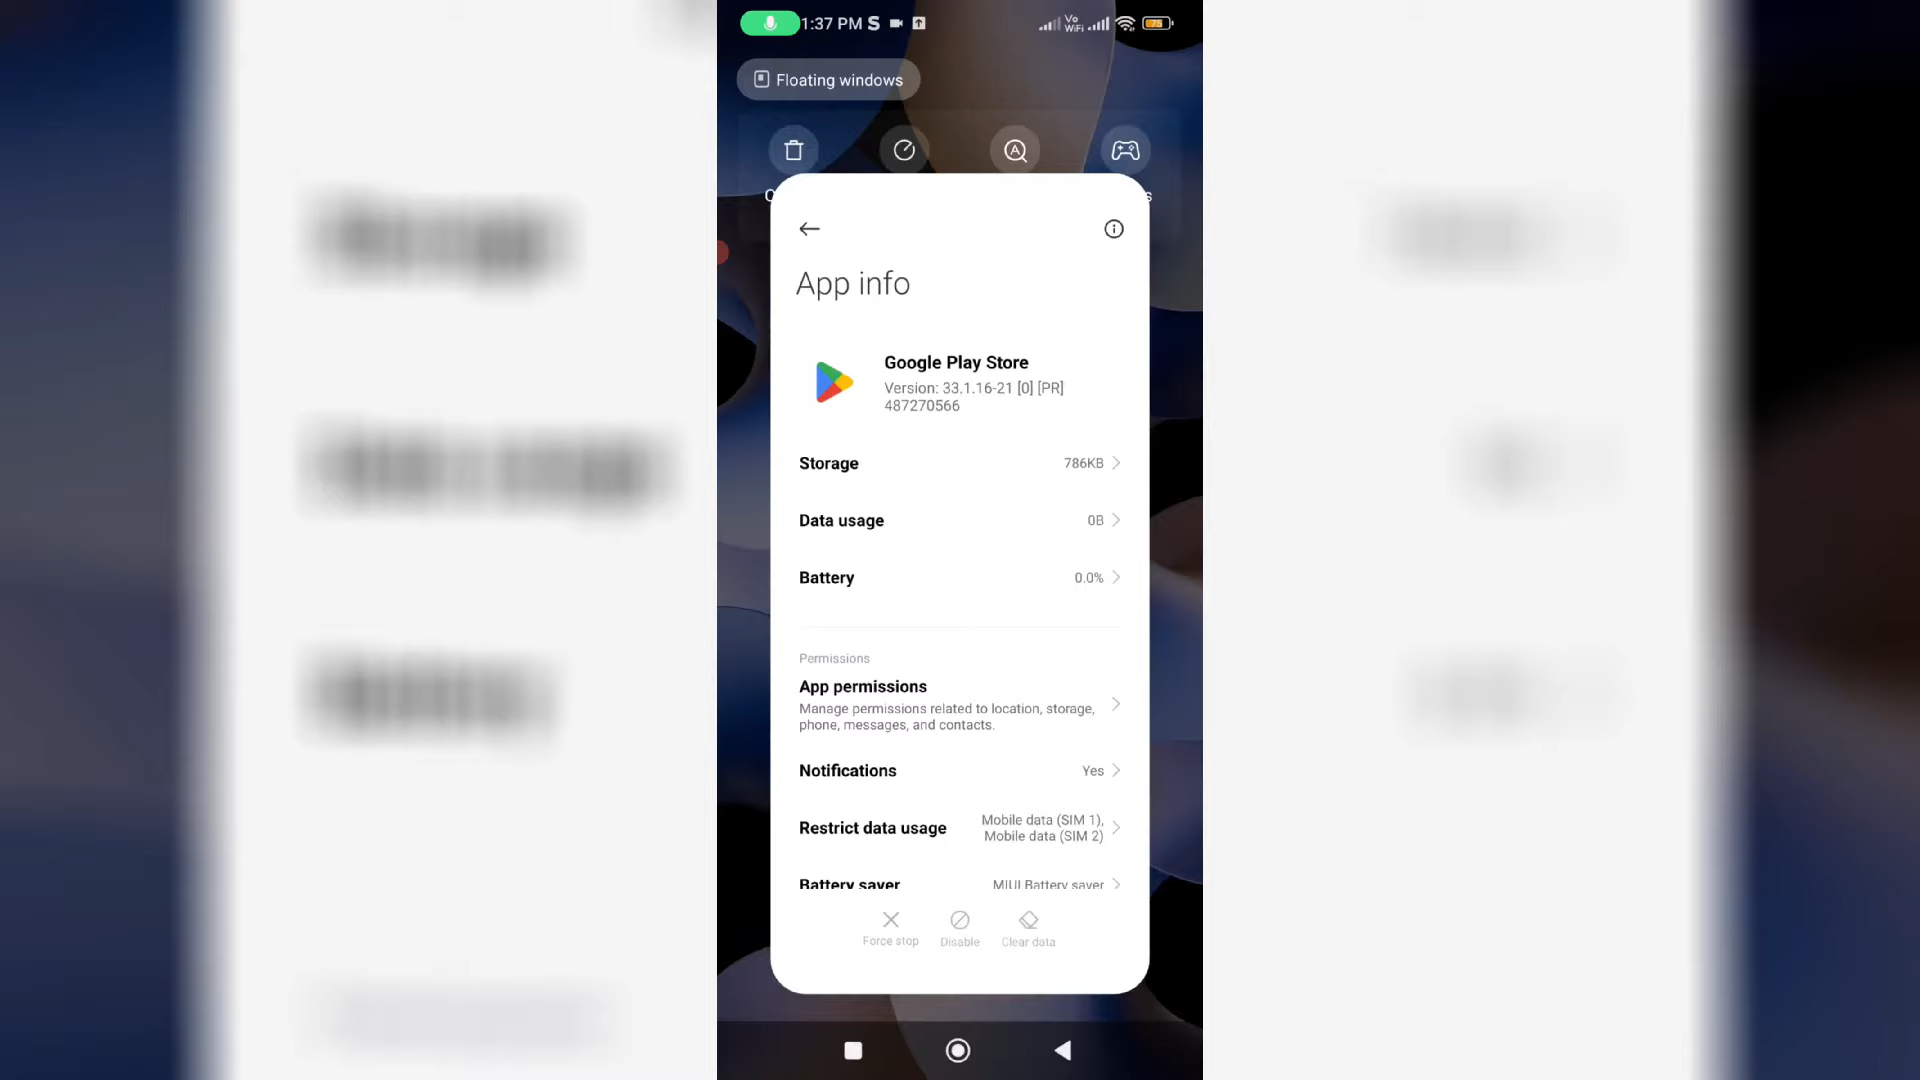 1:37 PM S
Vo
WiFi
75
Floating windows
App info
Google Play Store
Version: 33.1.16-21 [0] [PR]
487270566
Storage 786KB
Data usage 0B
Battery 0.0%
Permissions
App permissions
Manage permissions related to location, storage,
phone, messages, and contacts.
Notifications Yes
Restrict data usage Mobile data (SIM 1),
Mobile data (SIM 2)
Battery saver MIUI Battery saver
Force stop Disable Clear data